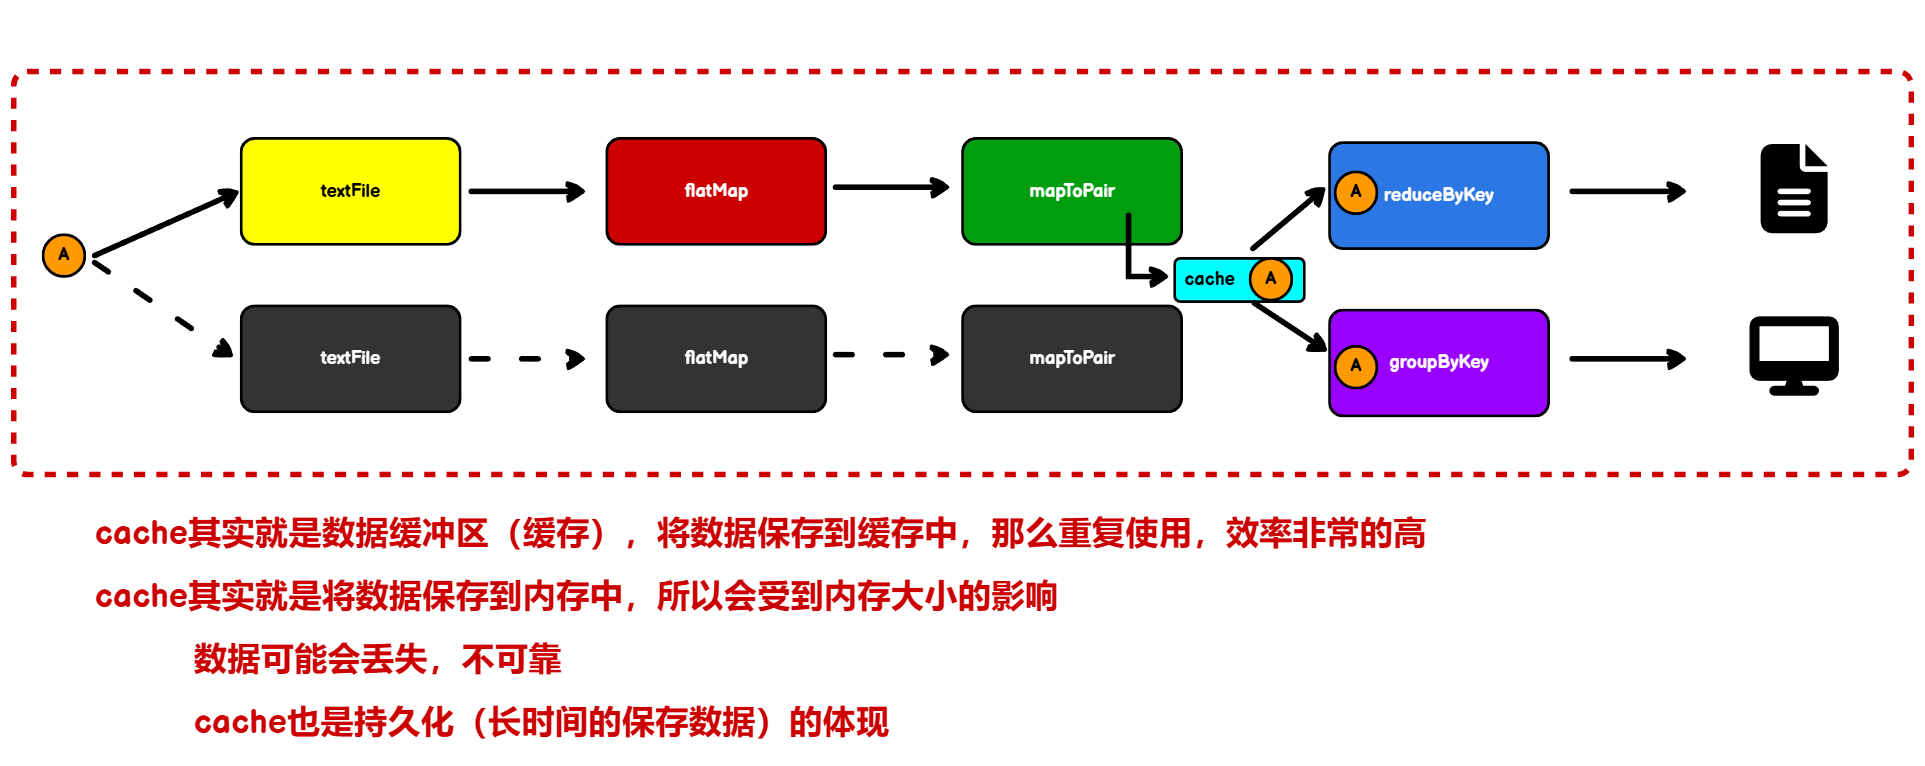 textFile
flatMap
mapToPair
A
reduceByKey
A
cache
A
textFile
flatMap
mapToPair
A
groupByKey
cache其实就是数据缓冲区（缓存），将数据保存到缓存中，那么重复使用，效率非常的高
cache其实就是将数据保存到内存中，所以会受到内存大小的影响
数据可能会丢失，不可靠
cache也是持久化（长时间的保存数据）的体现